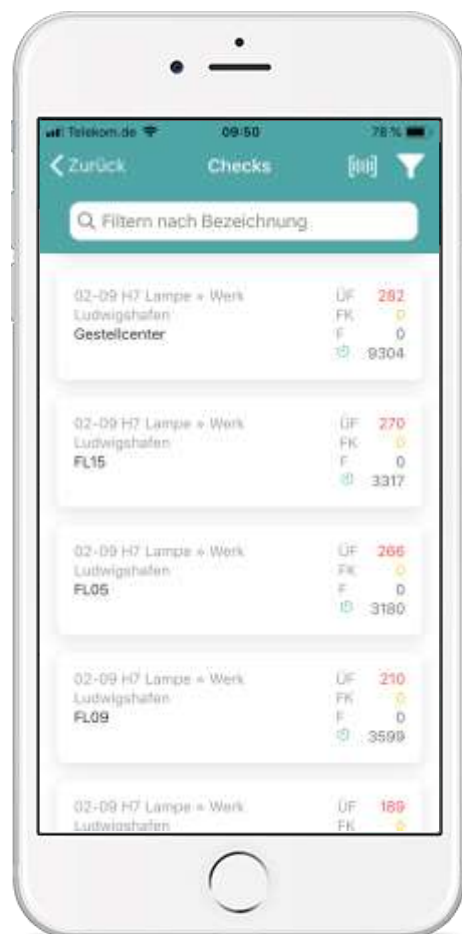 Telekom.de 09:50 78 %
Zurück Checks
Filtern nach Bezeichnung
02-09 H7 Lampe » Werk ÜF 282
Ludwigshafen FK 0
Gestellcenter F 0
9304
02-09 H7 Lampe » Werk ÜF 270
Ludwigshafen FK 0
FL15 F 0
3317
02-09 H7 Lampe » Werk ÜF 266
Ludwigshafen FK 0
FL05 F 0
3180
02-09 H7 Lampe » Werk ÜF 210
Ludwigshafen FK 0
FL09 F 0
3599
02-09 H7 Lampe » Werk ÜF 189
Ludwigshafen FK 0